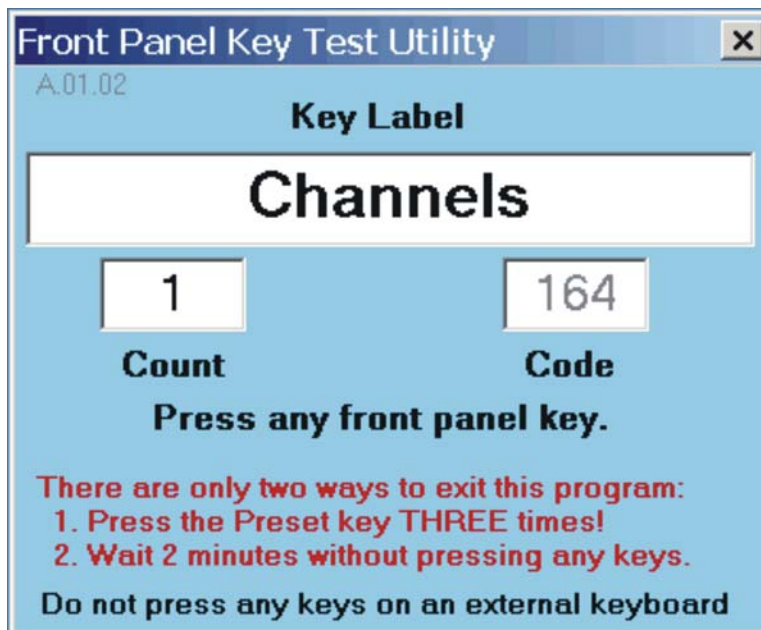 Front Panel Key Test Utility
A.01.02
Key Label
Channels
1 164
Count Code
Press any front panel key.
There are only two ways to exit this program:
1. Press the Preset key THREE times!
2. Wait 2 minutes without pressing any keys.
Do not press any keys on an external keyboard